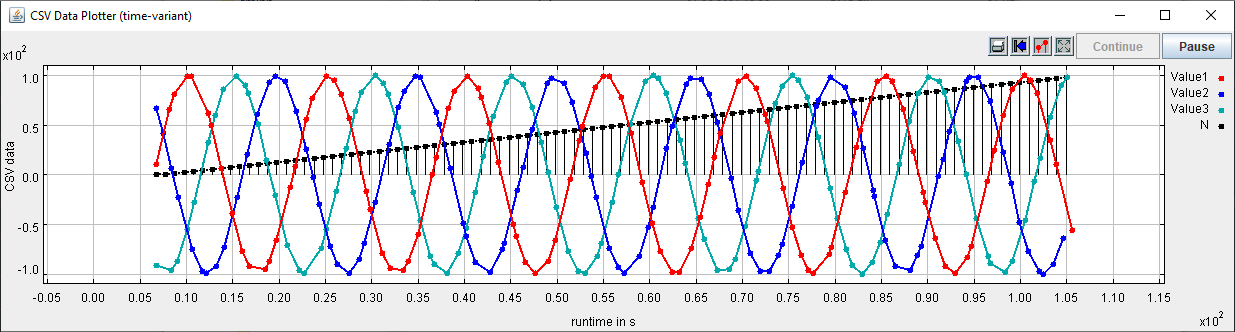 CSV Data Plotter (time-variant)
Continue
Pause
x10²
1.0
0.5
0.0
-0.5
-1.0
CSV data
Value1
Value2
Value3
N
-0.05 0.00 0.05 0.10 0.15 0.20 0.25 0.30 0.35 0.40 0.45 0.50 0.55 0.60 0.65 0.70 0.75 0.80 0.85 0.90 0.95 1.00 1.05 1.10 1.15
runtime in s
x10²